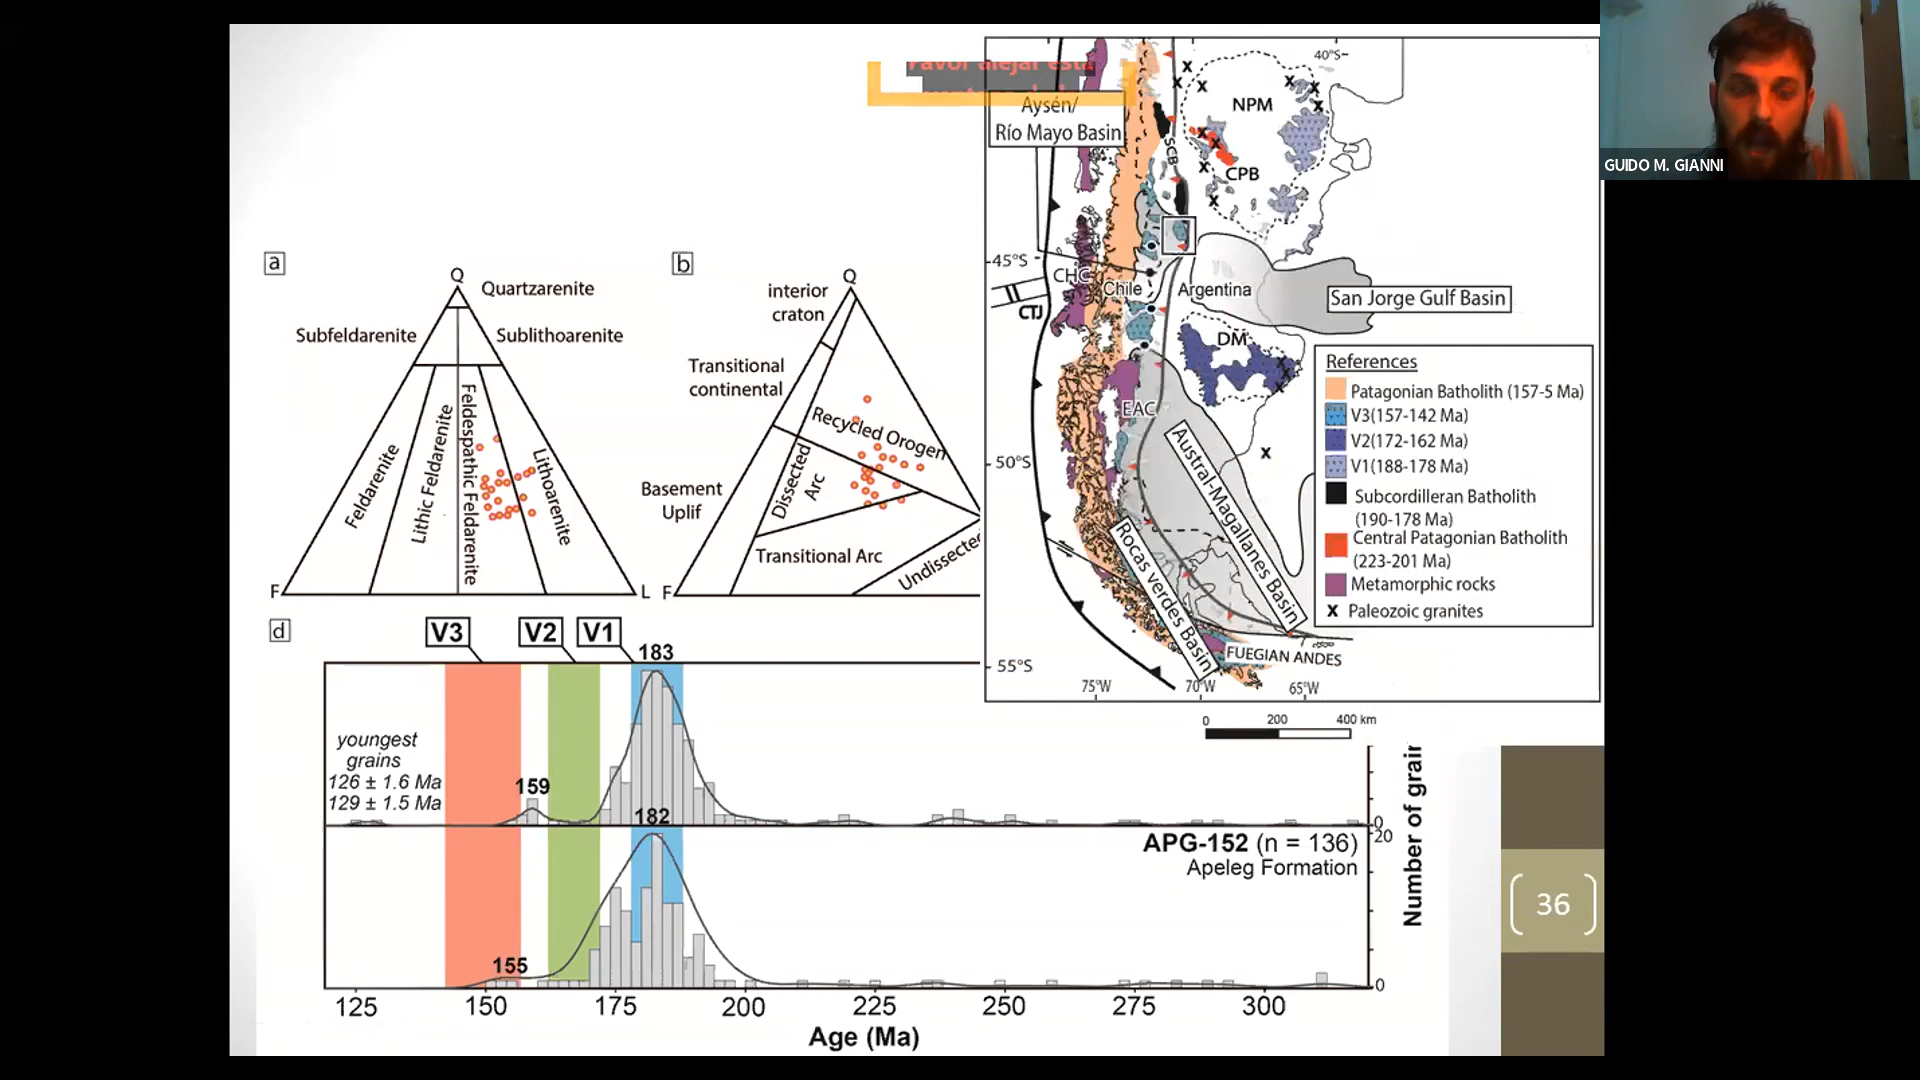 Favor alejar esta
GUIDO M. GIANNI
a
Q
Quartzarenite
Subfeldarenite
Sublithoarenite
Feldarenite
Lithic Feldarenite
Feldespathic Feldarenite
Lithoarenite
F
L
b
Q
interior
craton
Transitional
continental
Recycled Orogen
Basement
Uplift
Dissected
Arc
Transitional Arc
Undissected
F
Aysén/
Río Mayo Basin
40°S
NPM
SCB
CPB
45°S
CHC
Chile
Argentina
San Jorge Gulf Basin
CTJ
DM
EAC
50°S
Austral-Magallanes Basin
Rocas verdes Basin
55°S
FUEGIAN ANDES
75°W
70°W
65°W
0
200
400 km
References
Patagonian Batholith (157-5 Ma)
V3(157-142 Ma)
V2(172-162 Ma)
V1(188-178 Ma)
Subcordilleran Batholith
(190-178 Ma)
Central Patagonian Batholith
(223-201 Ma)
Metamorphic rocks
x Paleozoic granites
d
V3
V2
V1
183
youngest
grains
126 ± 1.6 Ma
129 ± 1.5 Ma
159
0
182
20
APG-152 (n = 136)
Apeleg Formation
155
0
Number of grain
125
150
175
200
225
250
275
300
Age (Ma)
36